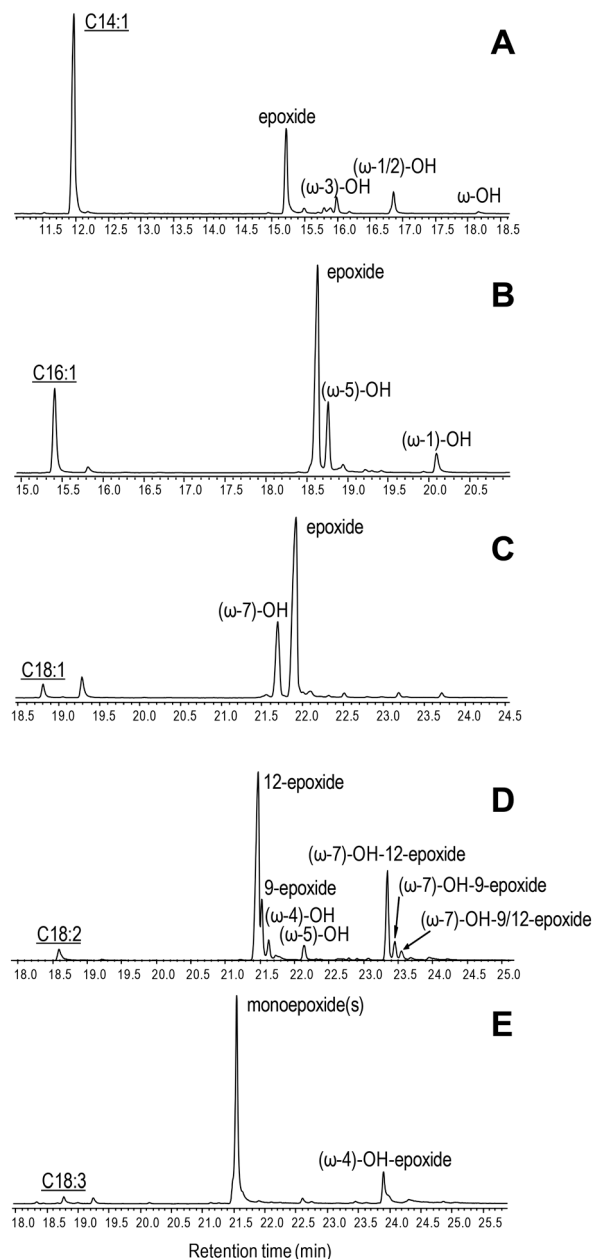 C14:1
A
epoxide
(ω-1/2)-OH
(ω-3)-OH
ω-OH
11.5 12.0 12.5 13.0 13.5 14.0 14.5 15.0 15.5 16.0 16.5 17.0 17.5 18.0 18.5
epoxide
B
C16:1
(ω-5)-OH
(ω-1)-OH
15.0 15.5 16.0 16.5 17.0 17.5 18.0 18.5 19.0 19.5 20.0 20.5
epoxide
C
(ω-7)-OH
C18:1
18.5 19.0 19.5 20.0 20.5 21.0 21.5 22.0 22.5 23.0 23.5 24.0 24.5
12-epoxide
D
(ω-7)-OH-12-epoxide
9-epoxide
(ω-7)-OH-9-epoxide
(ω-4)-OH
(ω-7)-OH-9/12-epoxide
C18:2
(ω-5)-OH
18.0 18.5 19.0 19.5 20.0 20.5 21.0 21.5 22.0 22.5 23.0 23.5 24.0 24.5 25.0
monoepoxide(s)
E
(ω-4)-OH-epoxide
C18:3
18.0 18.5 19.0 19.5 20.0 20.5 21.0 21.5 22.0 22.5 23.0 23.5 24.0 24.5 25.0 25.5
Retention time (min)